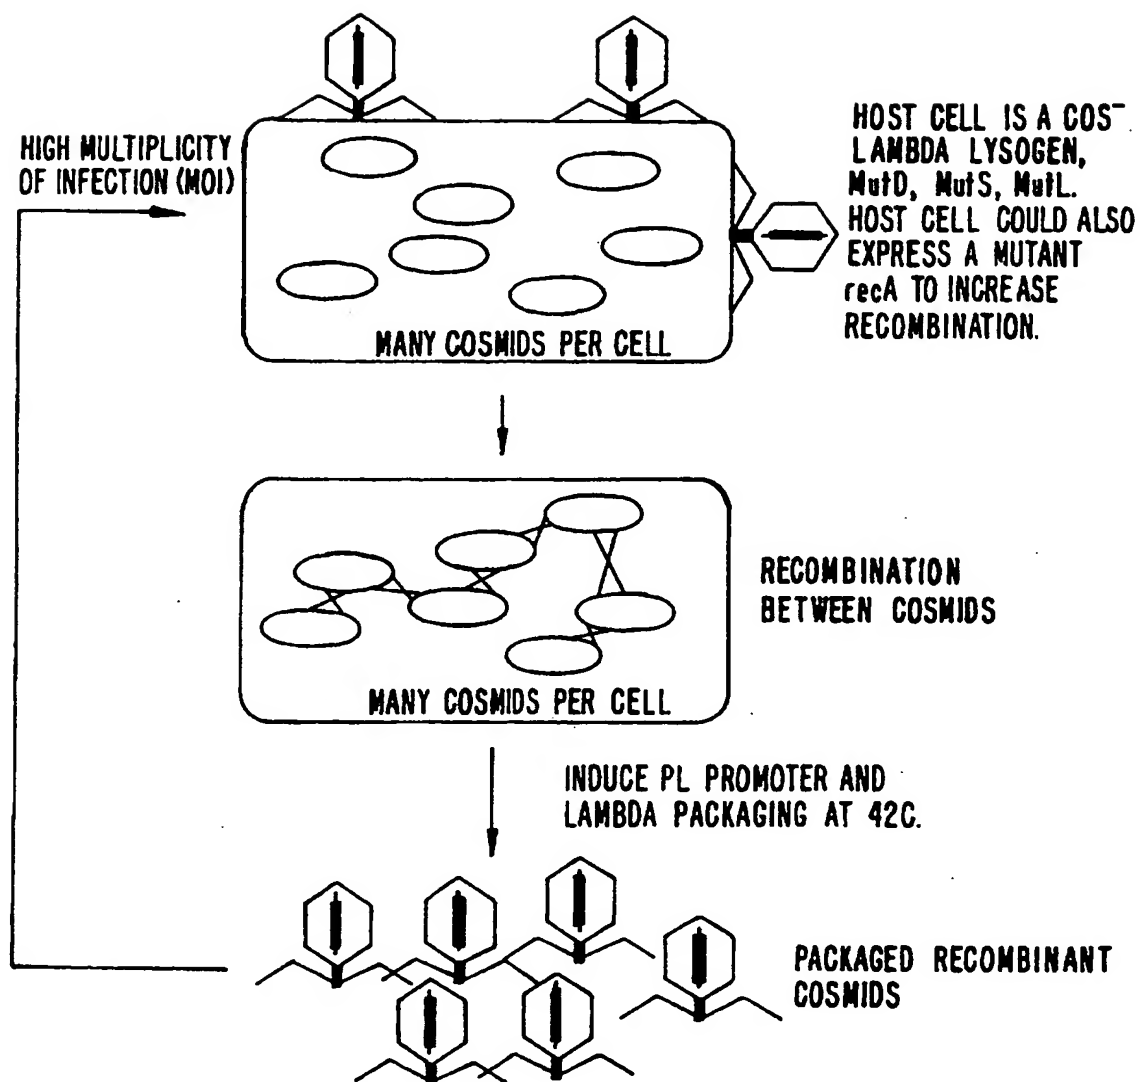 HIGH MULTIPLICITY
OF INFECTION (MOI)
HOST CELL IS A COS⁻
LAMBDA LYSOGEN,
MutD, MutS, MutL.
HOST CELL COULD ALSO
EXPRESS A MUTANT
recA TO INCREASE
RECOMBINATION.
MANY COSMIDS PER CELL
RECOMBINATION
BETWEEN COSMIDS
MANY COSMIDS PER CELL
INDUCE PL PROMOTER AND
LAMBDA PACKAGING AT 42C.
PACKAGED RECOMBINANT
COSMIDS